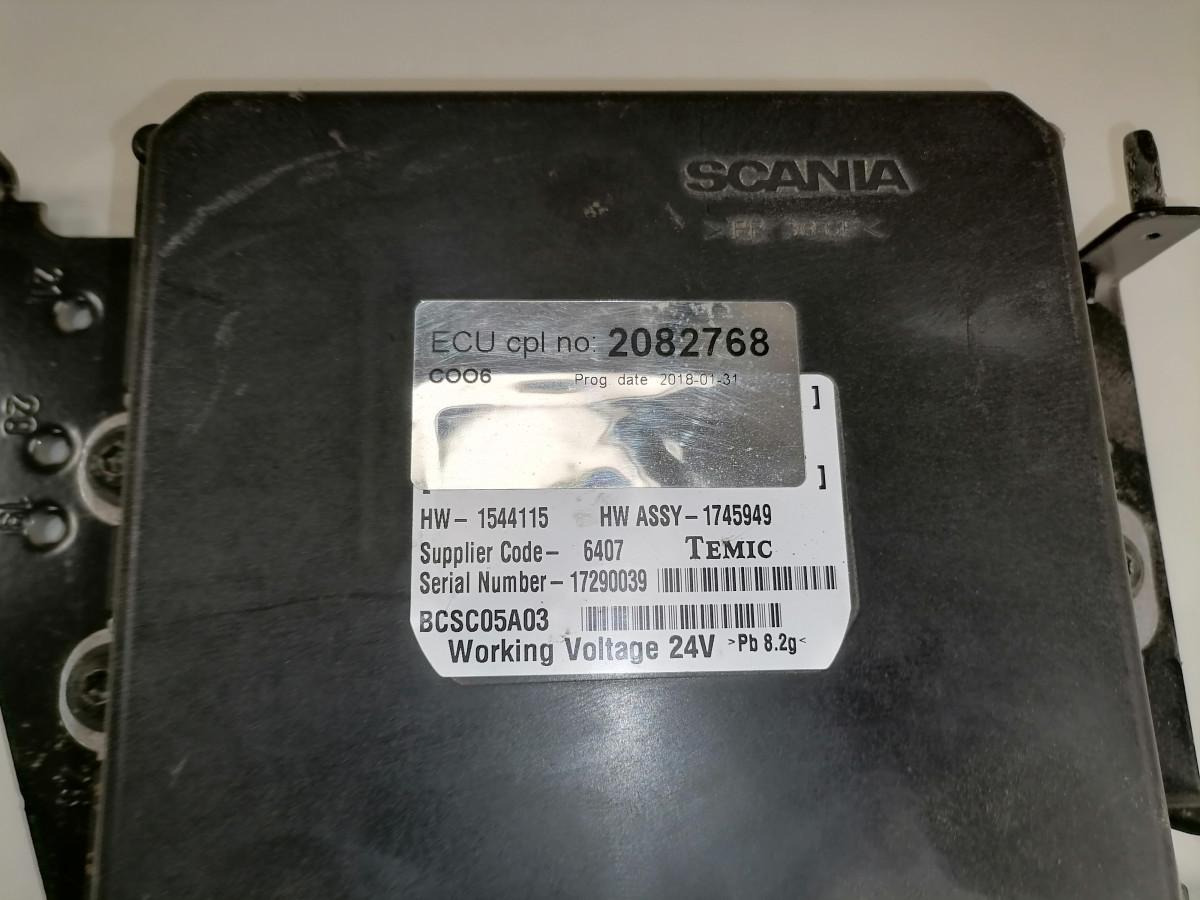 SCANIA
ECU cpl no: 2082768
COO6 Prog. date 2018-01-31
]
]
HW- 1544115 HW ASSY-1745949
Supplier Code- 6407 TEMIC
Serial Number-17290039
BCSC05A03
Working Voltage 24V >Pb 8.2g<